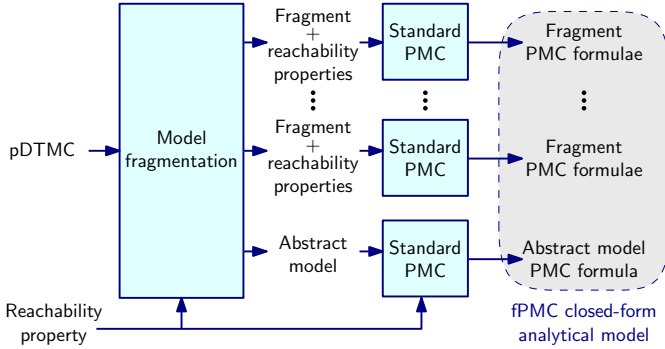 Fragment
+
reachability
properties
Standard
PMC
Fragment
PMC formulae
pDTMC
Model
fragmentation
Fragment
+
reachability
properties
Standard
PMC
Fragment
PMC formulae
Abstract
model
Standard
PMC
Abstract model
PMC formula
Reachability
property
fPMC closed-form
analytical model